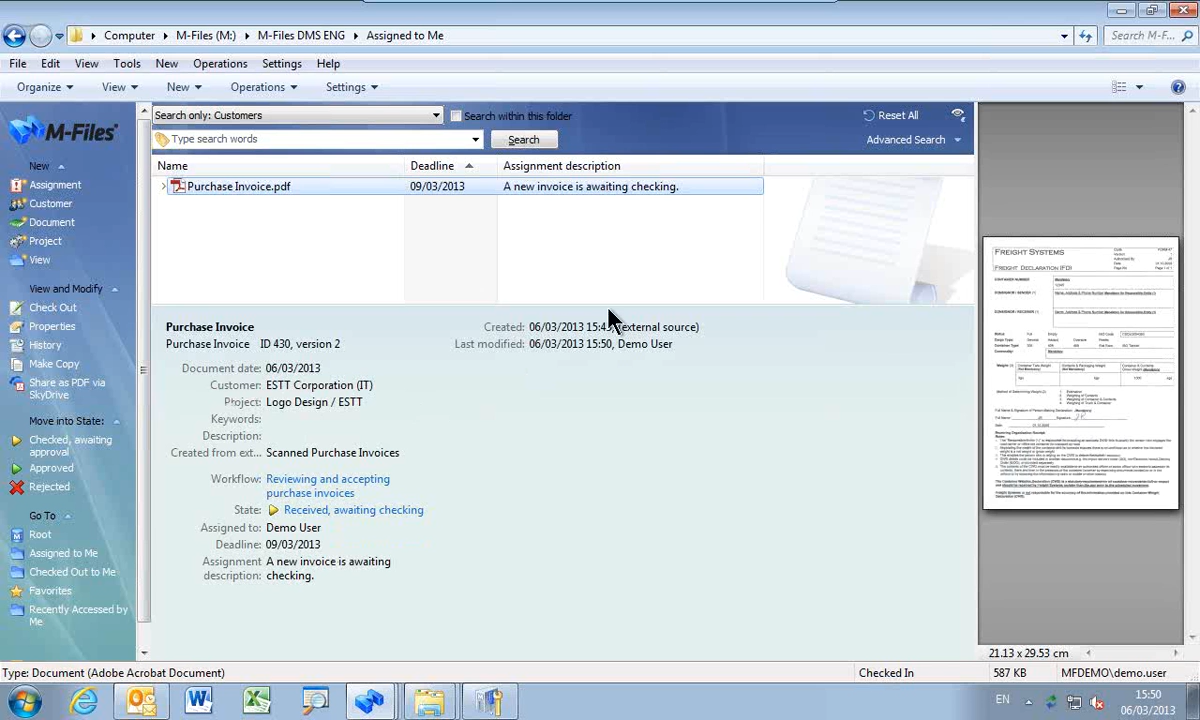 Computer M-Files (M:) M-Files DMS ENG Assigned to Me
Search M-F...
File Edit View Tools New Operations Settings Help
Organize View New Operations Settings
M-Files
New
Assignment
Customer
Document
Project
View
View and Modify
Check Out
Properties
History
Make Copy
Share as PDF via
SkyDrive
Move into State:
Checked, awaiting
approval
Approved
Rejected
Go To
Root
Assigned to Me
Checked Out to Me
Favorites
Recently Accessed by
Me
Search only: Customers
Search within this folder
Reset All
Type search words
Search
Advanced Search
Name Deadline Assignment description
Purchase Invoice.pdf 09/03/2013 A new invoice is awaiting checking.
Purchase Invoice
Created: 06/03/2013 15:4 (external source)
Purchase Invoice ID 430, version 2
Last modified: 06/03/2013 15:50, Demo User
Document date: 06/03/2013
Customer: ESTT Corporation (IT)
Project: Logo Design / ESTT
Keywords:
Description:
Created from ext... Scanned Purchase Invoices
Workflow: Reviewing and accepting
purchase invoices
State: Received, awaiting checking
Assigned to: Demo User
Deadline: 09/03/2013
Assignment description: A new invoice is awaiting
checking.
FREIGHT SYSTEMS
FREIGHT DECLARATION (FD)
CONTAINER NUMBER
21.13 x 29.53 cm
Type: Document (Adobe Acrobat Document)
Checked In
587 KB
MFDEMO\demo.user
EN
15:50
06/03/2013